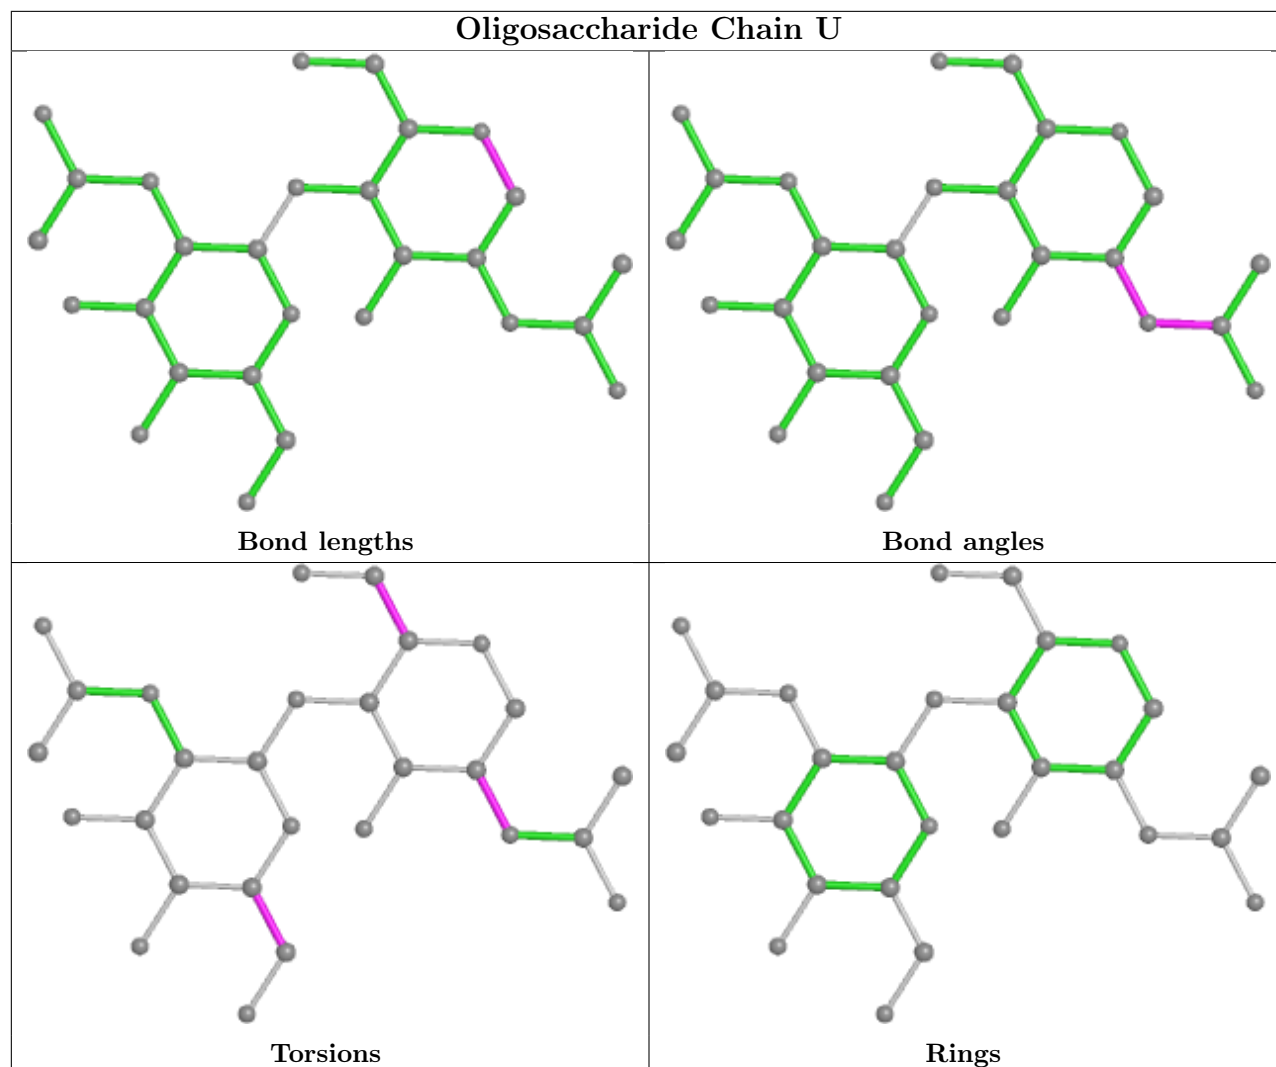 Oligosaccharide Chain U
Bond lengths
Bond angles
Torsions
Rings